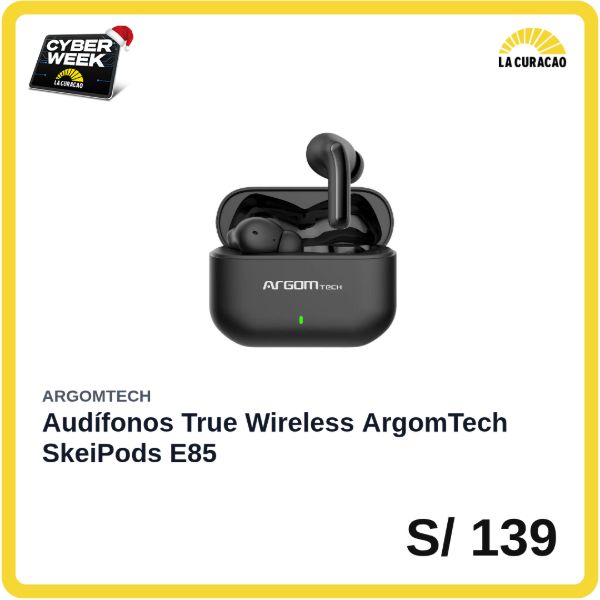 CYBER
WEEK
LA CURACAO
LA CURACAO
ARGOM TECH
ARGOMTECH
Audífonos True Wireless ArgomTech
SkeiPods E85
S/ 139